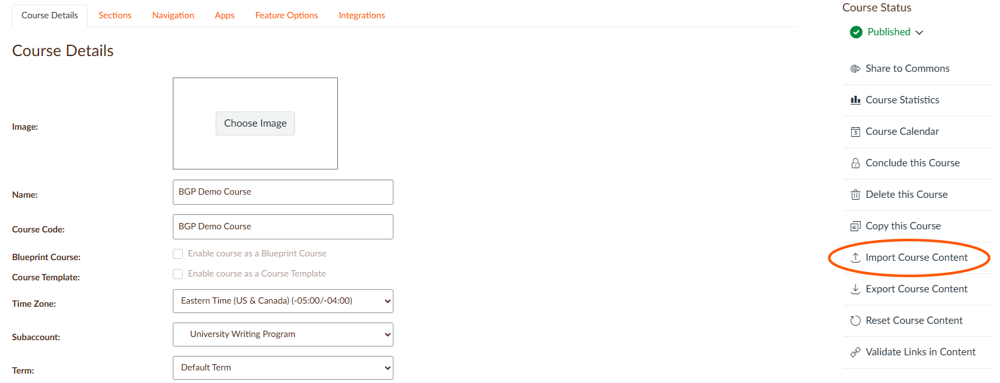 Course Details Sections Navigation Apps Feature Options Integrations
Course Details
Image:
Choose Image
Name:
BGP Demo Course
Course Code:
BGP Demo Course
Blueprint Course:
Enable course as a Blueprint Course
Course Template:
Enable course as a Course Template
Time Zone:
Eastern Time (US & Canada) (-05:00/-04:00)
Subaccount:
University Writing Program
Term:
Default Term
Course Status
Published
Share to Commons
Course Statistics
3
Course Calendar
Conclude this Course
Delete this Course
Copy this Course
Import Course Content
Export Course Content
Reset Course Content
Validate Links in Content